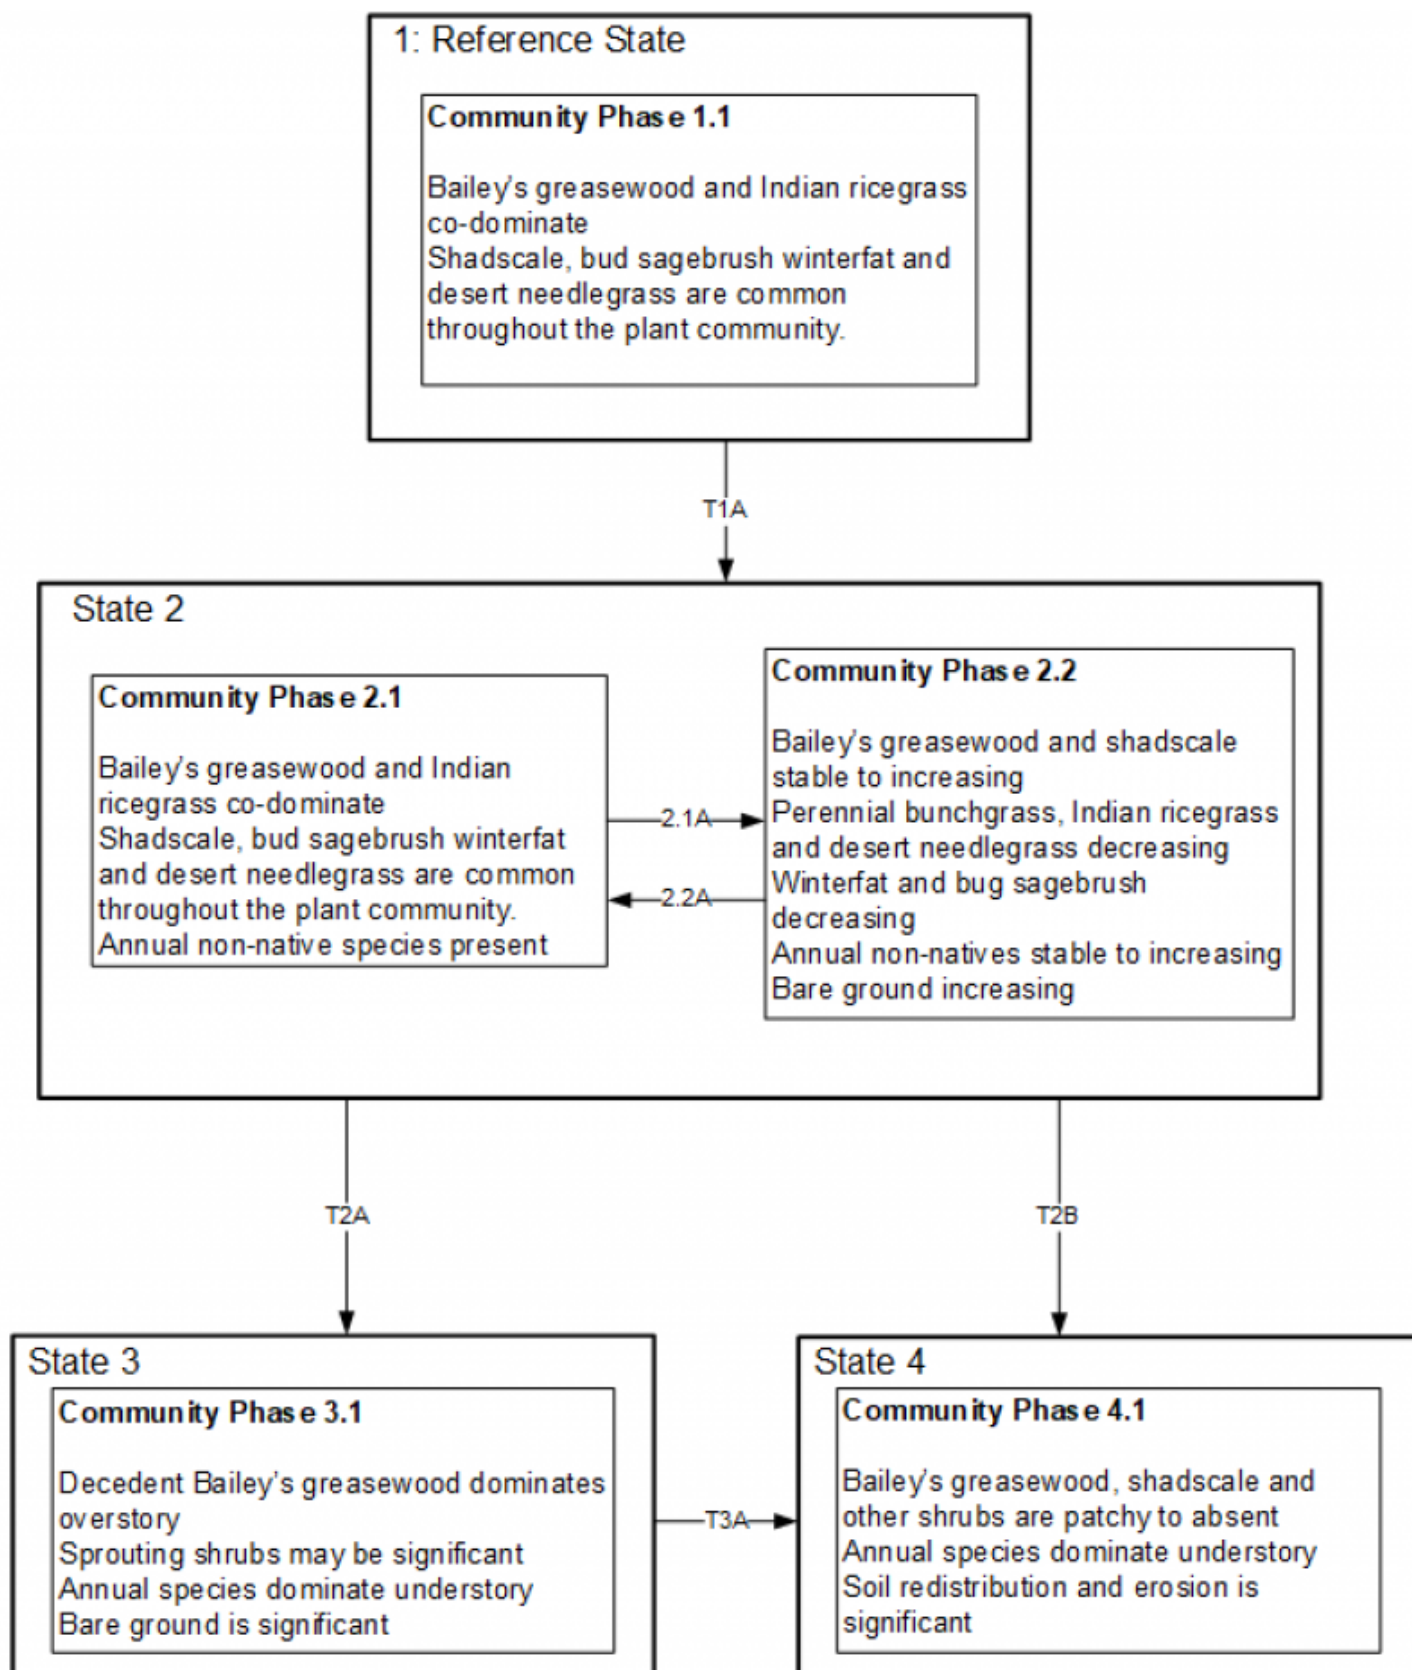 1: Reference State
Community Phase 1.1
Bailey's greasewood and Indian ricegrass
co-dominate
Shadscale, bud sagebrush winterfat and
desert needlegrass are common
throughout the plant community.
T1A
State 2
Community Phase 2.1
Bailey's greasewood and Indian
ricegrass co-dominate
Shadscale, bud sagebrush winterfat
and desert needlegrass are common
throughout the plant community.
Annual non-native species present
2.1A
2.2A
Community Phase 2.2
Bailey's greasewood and shadscale
stable to increasing
Perennial bunchgrass, Indian ricegrass
and desert needlegrass decreasing
Winterfat and bug sagebrush
decreasing
Annual non-natives stable to increasing
Bare ground increasing
T2A
T2B
State 3
Community Phase 3.1
Decedent Bailey's greasewood dominates
overstory
Sprouting shrubs may be significant
Annual species dominate understory
Bare ground is significant
T3A
State 4
Community Phase 4.1
Bailey's greasewood, shadscale and
other shrubs are patchy to absent
Annual species dominate understory
Soil redistribution and erosion is
significant